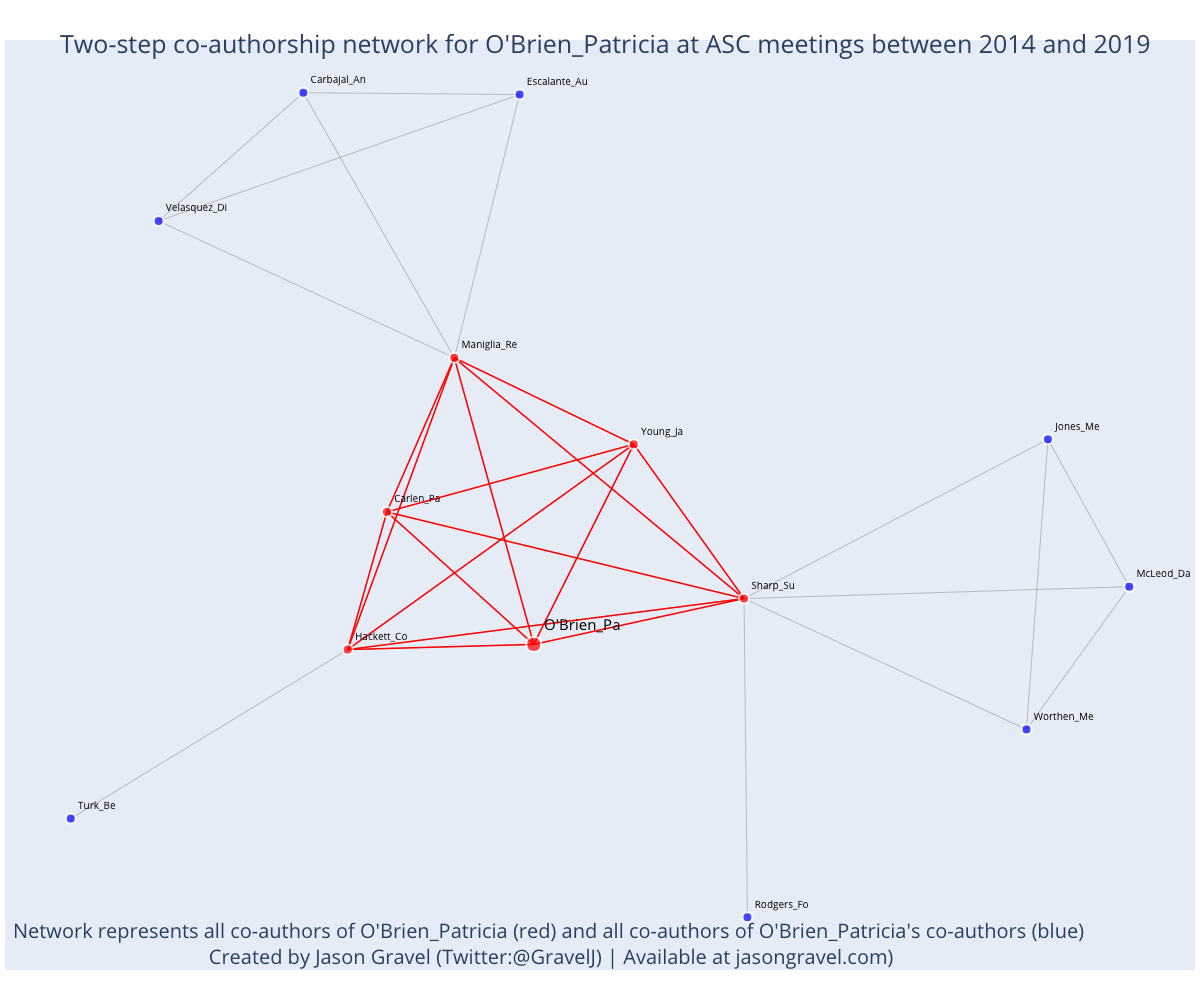 Two-step co-authorship network for O'Brien_Patricia at ASC meetings between 2014 and 2019
Carbajal_An
Escalante_Au
Velasquez_Di
Maniglia_Re
Young_Ja
Jones_Me
Carlen_Pa
McLeod_Da
Sharp_Su
O'Brien_Pa
Hackett_Co
Worthen_Me
Turk_Be
Rodgers_Fo
Network represents all co-authors of O'Brien_Patricia (red) and all co-authors of O'Brien_Patricia's co-authors (blue)
Created by Jason Gravel (Twitter:@GravelJ) | Available at jasongravel.com)